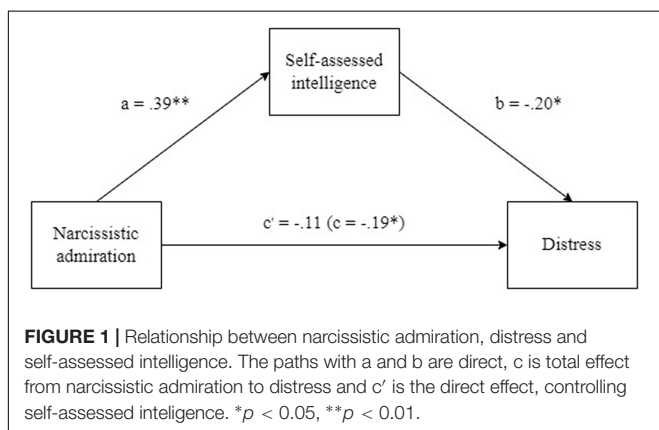 Self-assessed
intelligence
a = .39**
b = -.20*
Narcissistic
admiration
c' = -.11 (c = -.19*)
Distress
FIGURE 1 | Relationship between narcissistic admiration, distress and
self-assessed intelligence. The paths with a and b are direct, c is total effect
from narcissistic admiration to distress and c′ is the direct effect, controlling
self-assessed inteligence. *p < 0.05, **p < 0.01.